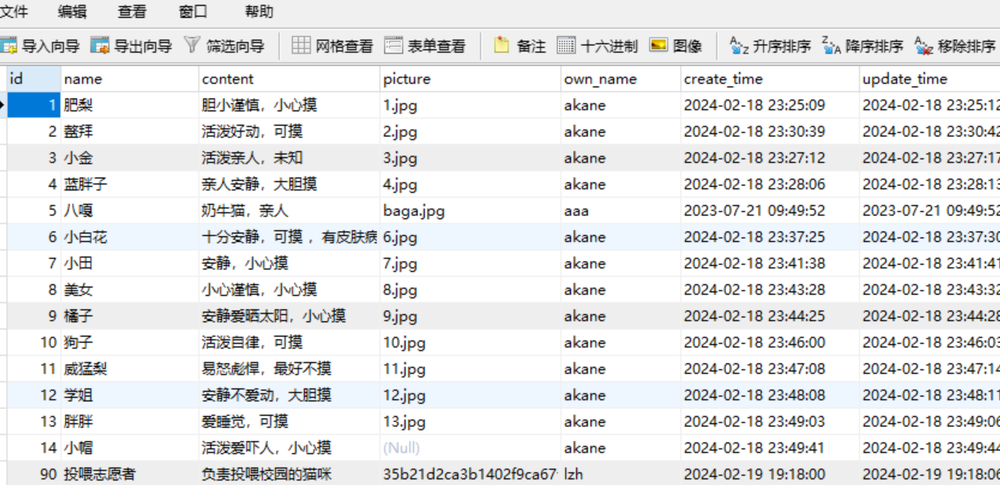 文件 编辑 查看 窗口 帮助
导入向导 导出向导 筛选向导 网格查看 表单查看 备注 十六进制 图像 升序排序 降序排序 移除排序
id name content picture own_name create_time update_time
1 肥梨 胆小谨慎，小心摸 1.jpg akane 2024-02-18 23:25:09 2024-02-18 23:25:12
2 螯拜 活泼好动，可摸 2.jpg akane 2024-02-18 23:30:39 2024-02-18 23:30:42
3 小金 活泼亲人，未知 3.jpg akane 2024-02-18 23:27:12 2024-02-18 23:27:17
4 蓝胖子 亲人安静，大胆摸 4.jpg akane 2024-02-18 23:28:06 2024-02-18 23:28:13
5 八嘎 奶牛猫，亲人 baga.jpg aaa 2023-07-21 09:49:52 2023-07-21 09:49:52
6 小白花 十分安静，可摸 ，有皮肤病 6.jpg akane 2024-02-18 23:37:25 2024-02-18 23:37:30
7 小田 安静，小心摸 7.jpg akane 2024-02-18 23:41:38 2024-02-18 23:41:41
8 美女 小心谨慎，小心摸 8.jpg akane 2024-02-18 23:43:28 2024-02-18 23:43:32
9 橘子 安静爱晒太阳，小心摸 9.jpg akane 2024-02-18 23:44:25 2024-02-18 23:44:28
10 狗子 活泼自律，可摸 10.jpg akane 2024-02-18 23:46:00 2024-02-18 23:46:03
11 威猛梨 易怒彪悍，最好不摸 11.jpg akane 2024-02-18 23:47:08 2024-02-18 23:47:14
12 学姐 安静不爱动，大胆摸 12.jpg akane 2024-02-18 23:48:08 2024-02-18 23:48:11
13 胖胖 爱睡觉，可摸 13.jpg akane 2024-02-18 23:49:03 2024-02-18 23:49:06
14 小帽 活泼爱吓人，小心摸 (Null) akane 2024-02-18 23:49:41 2024-02-18 23:49:44
90 投喂志愿者 负责投喂校园的猫咪 35b21d2ca3b1402f9ca67 lzh 2024-02-19 19:18:00 2024-02-19 19:18:06